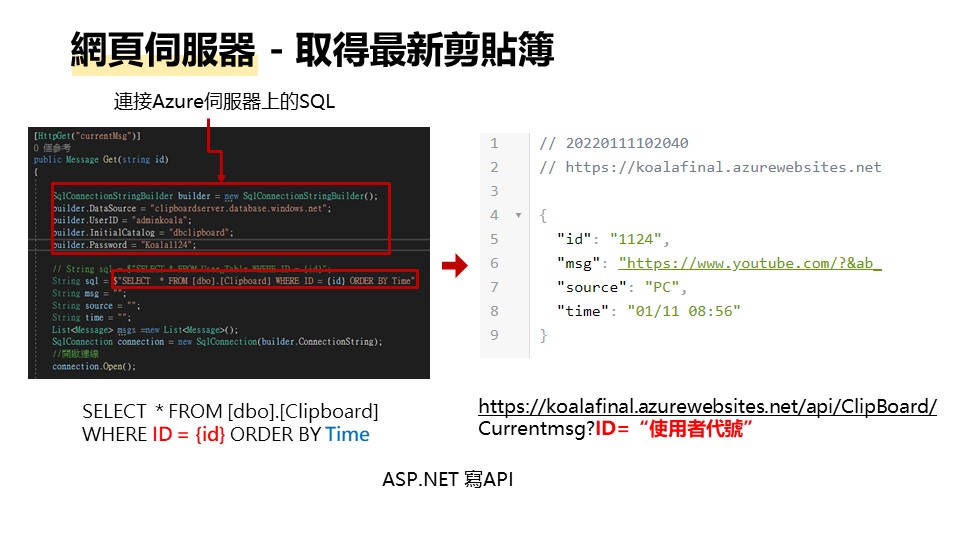 網頁伺服器 - 取得最新剪貼簿
連接Azure伺服器上的SQL
[HttpGet("currentMsg")]
0 個參考
public Message Get(string id)
{
SqlConnectionStringBuilder builder = new SqlConnectionStringBuilder();
builder.DataSource = "clipboardserver.database.windows.net";
builder.UserID = "adminkoala";
builder.InitialCatalog = "dbclipboard";
builder.Password = "Koala1124";
// String sql = $"SELECT * FROM User_Table WHERE ID = {id}";
String sql = $"SELECT * FROM [dbo].[Clipboard] WHERE ID = {id} ORDER BY Time"
String msg = "";
String source = "";
String time = "";
List<Message> msgs =new List<Message>();
SqlConnection connection = new SqlConnection(builder.ConnectionString);
//開啟連線
connection.Open();
1 // 20220111102040
2 // https://koalafinal.azurewebsites.net
3
4 {
5 "id": "1124",
6 "msg": "https://www.youtube.com/?&ab_
7 "source": "PC",
8 "time": "01/11 08:56"
9 }
SELECT * FROM [dbo].[Clipboard]
WHERE ID = {id} ORDER BY Time
https://koalafinal.azurewebsites.net/api/ClipBoard/
Currentmsg?ID=“使用者代號”
ASP.NET 寫API